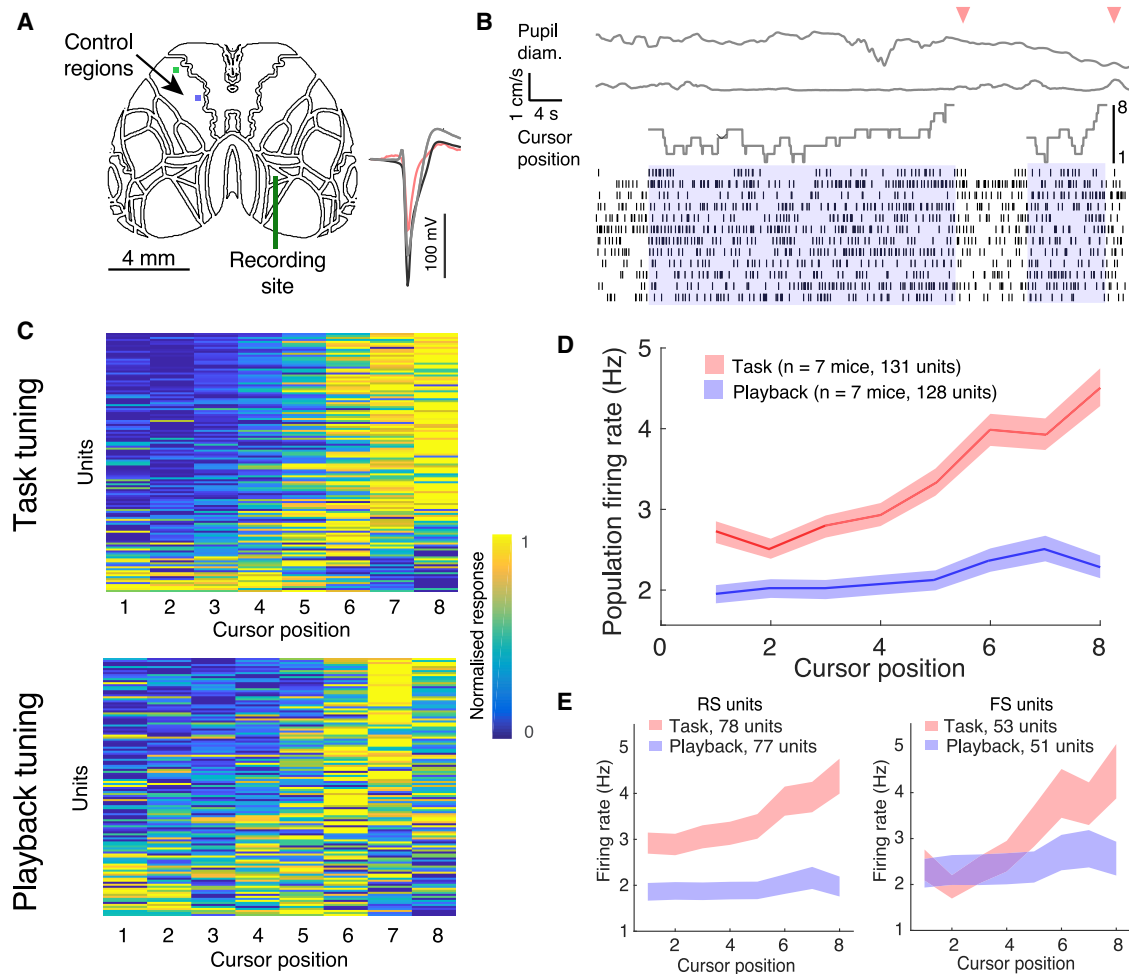 A
Control
regions
4 mm
Recording
site
100 mV
B
Pupil
diam.
1 cm/s
4 s
Cursor
position
8
1
C
Task tuning
Units
1 2 3 4 5 6 7 8
Cursor position
Normalised response
1
0
Playback tuning
Units
1 2 3 4 5 6 7 8
Cursor position
D
Population firing rate (Hz)
5
4
3
2
Task (n = 7 mice, 131 units)
Playback (n = 7 mice, 128 units)
0 2 4 6 8
Cursor position
E
RS units
Task, 78 units
Playback, 77 units
Firing rate (Hz)
5
4
3
2
1
2 4 6 8
Cursor position
FS units
Task, 53 units
Playback, 51 units
Firing rate (Hz)
5
4
3
2
1
2 4 6 8
Cursor position